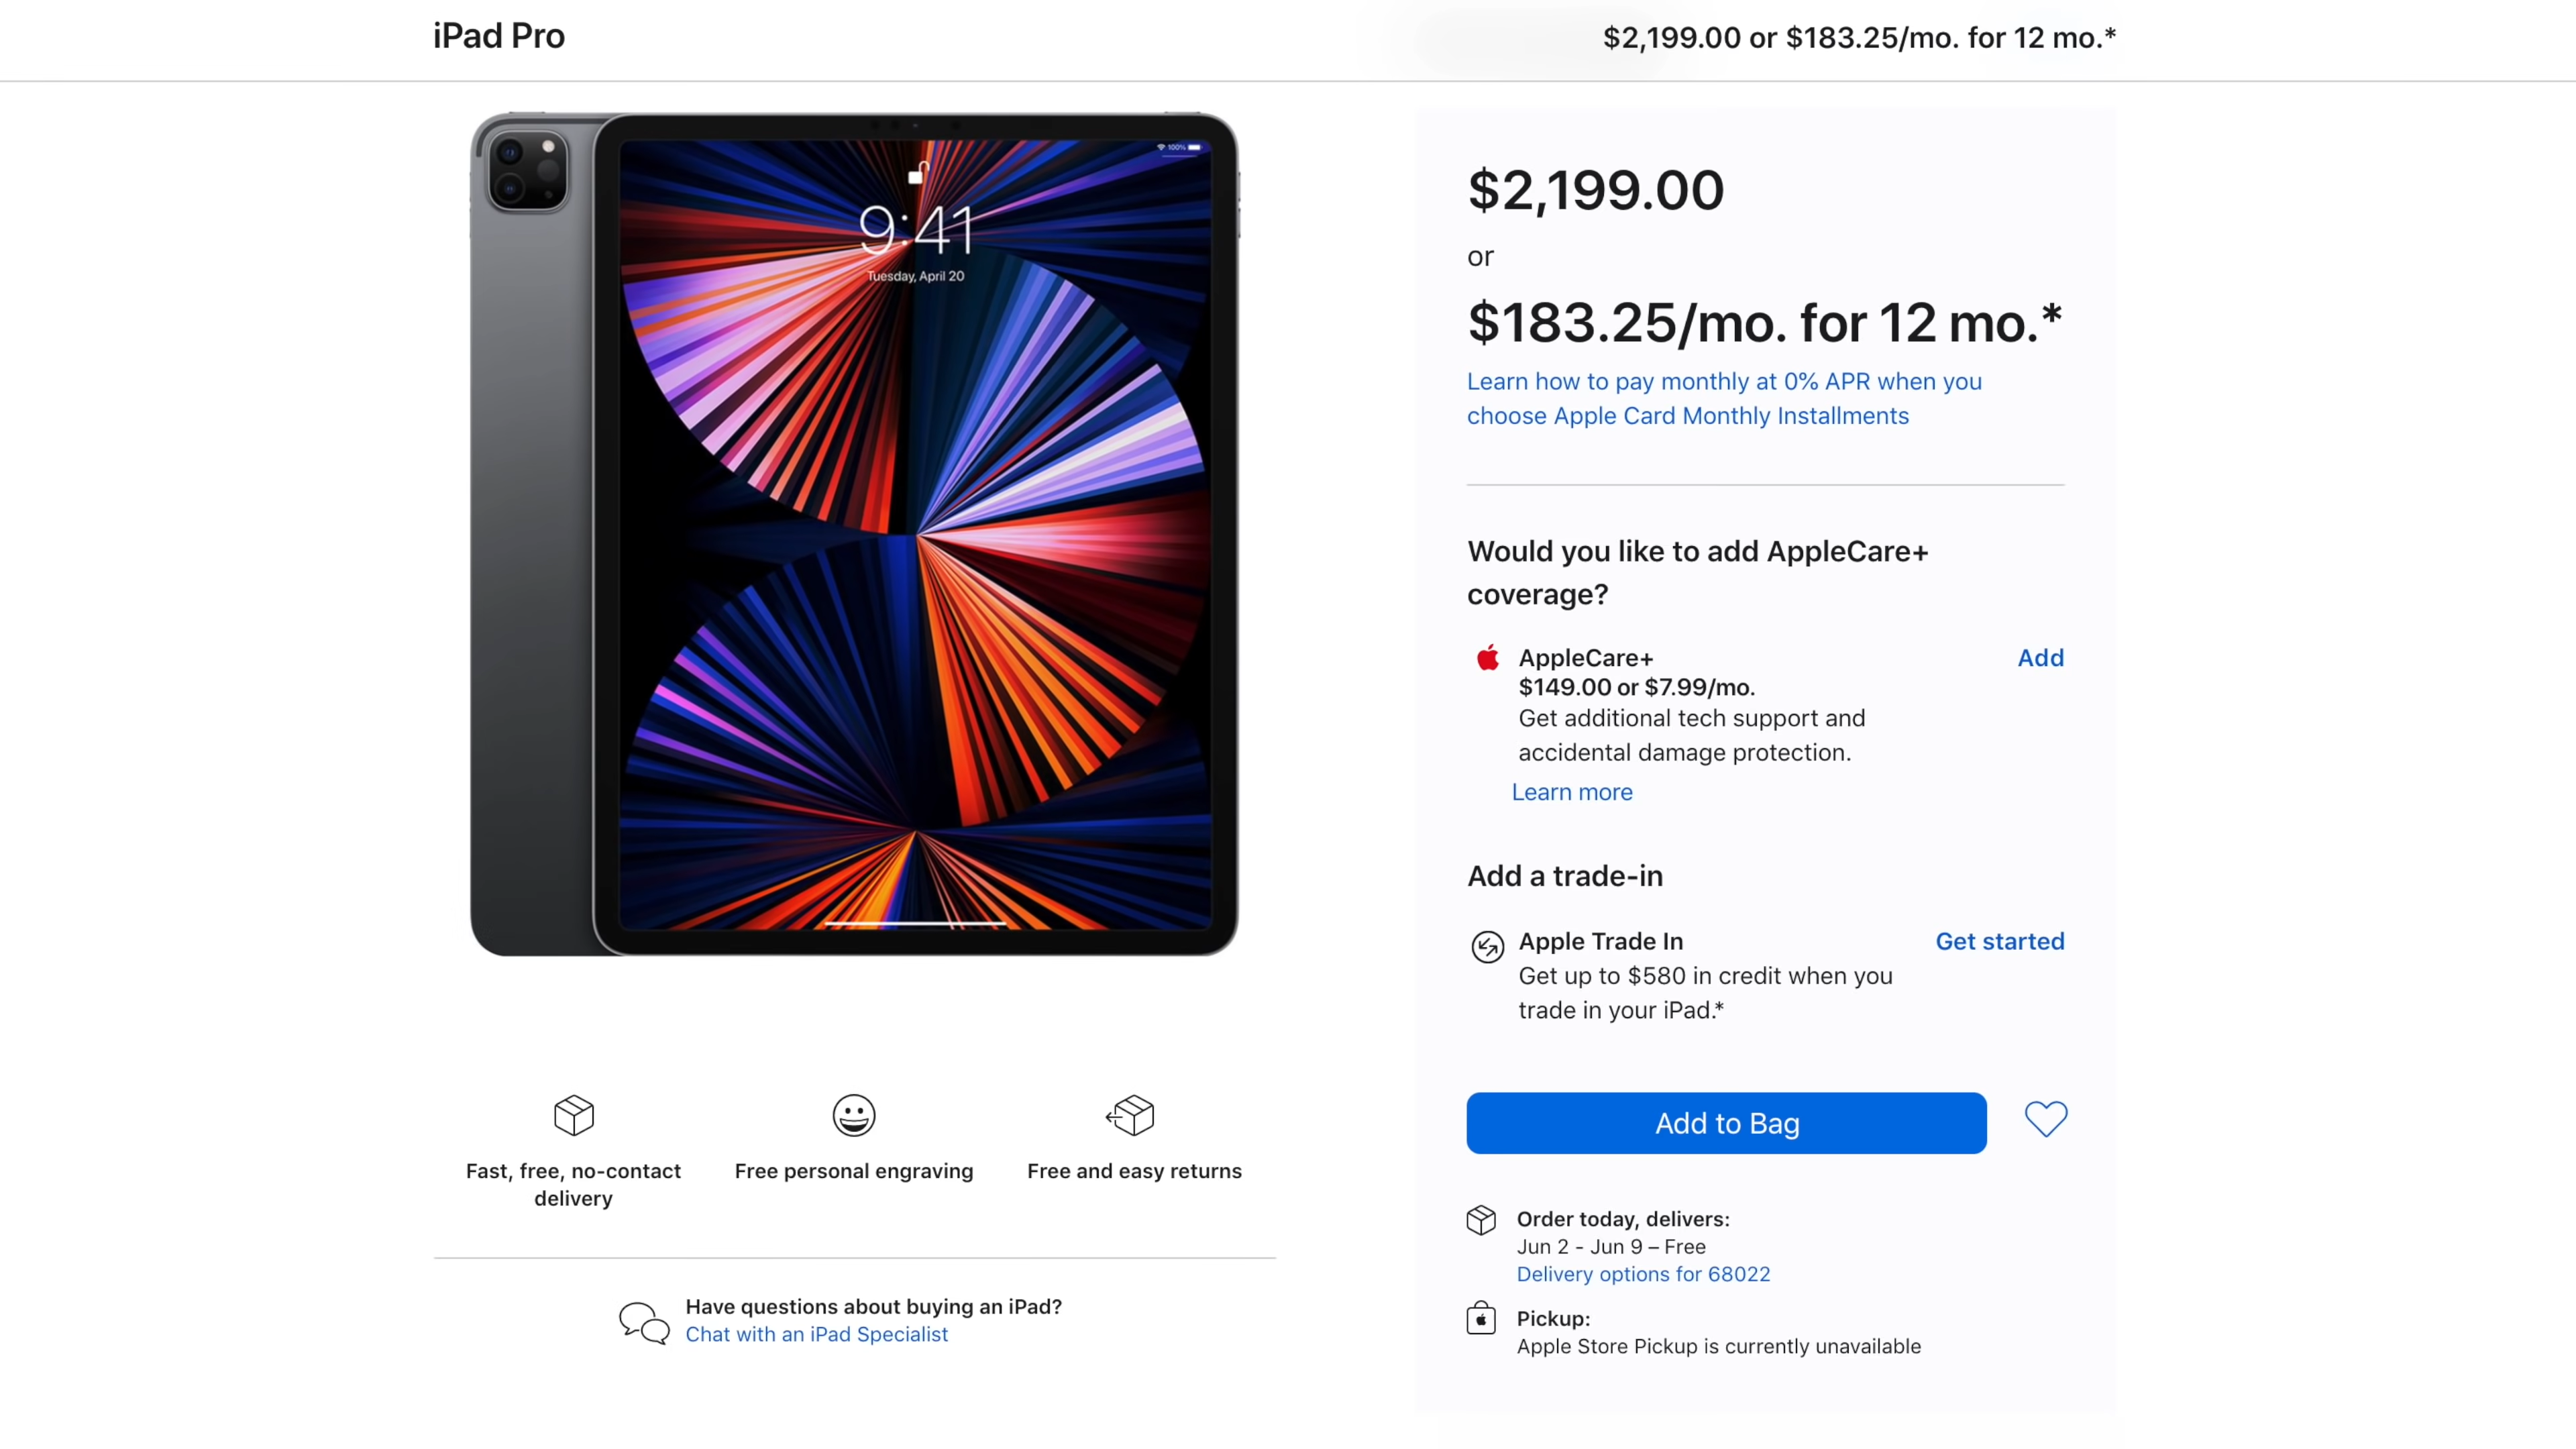 iPad Pro
$2,199.00 or $183.25/mo. for 12 mo.*
100%
9:41
Tuesday, April 20
$2,199.00
or
$183.25/mo. for 12 mo.*
Learn how to pay monthly at 0% APR when you
choose Apple Card Monthly Installments
Would you like to add AppleCare+
coverage?
AppleCare+
Add
$149.00 or $7.99/mo.
Get additional tech support and
accidental damage protection.
Learn more
Add a trade-in
Apple Trade In
Get started
Get up to $580 in credit when you
trade in your iPad.*
Add to Bag
Fast, free, no-contact
delivery
Free personal engraving
Free and easy returns
Order today, delivers:
Jun 2 - Jun 9 – Free
Delivery options for 68022
Have questions about buying an iPad?
Chat with an iPad Specialist
Pickup:
Apple Store Pickup is currently unavailable